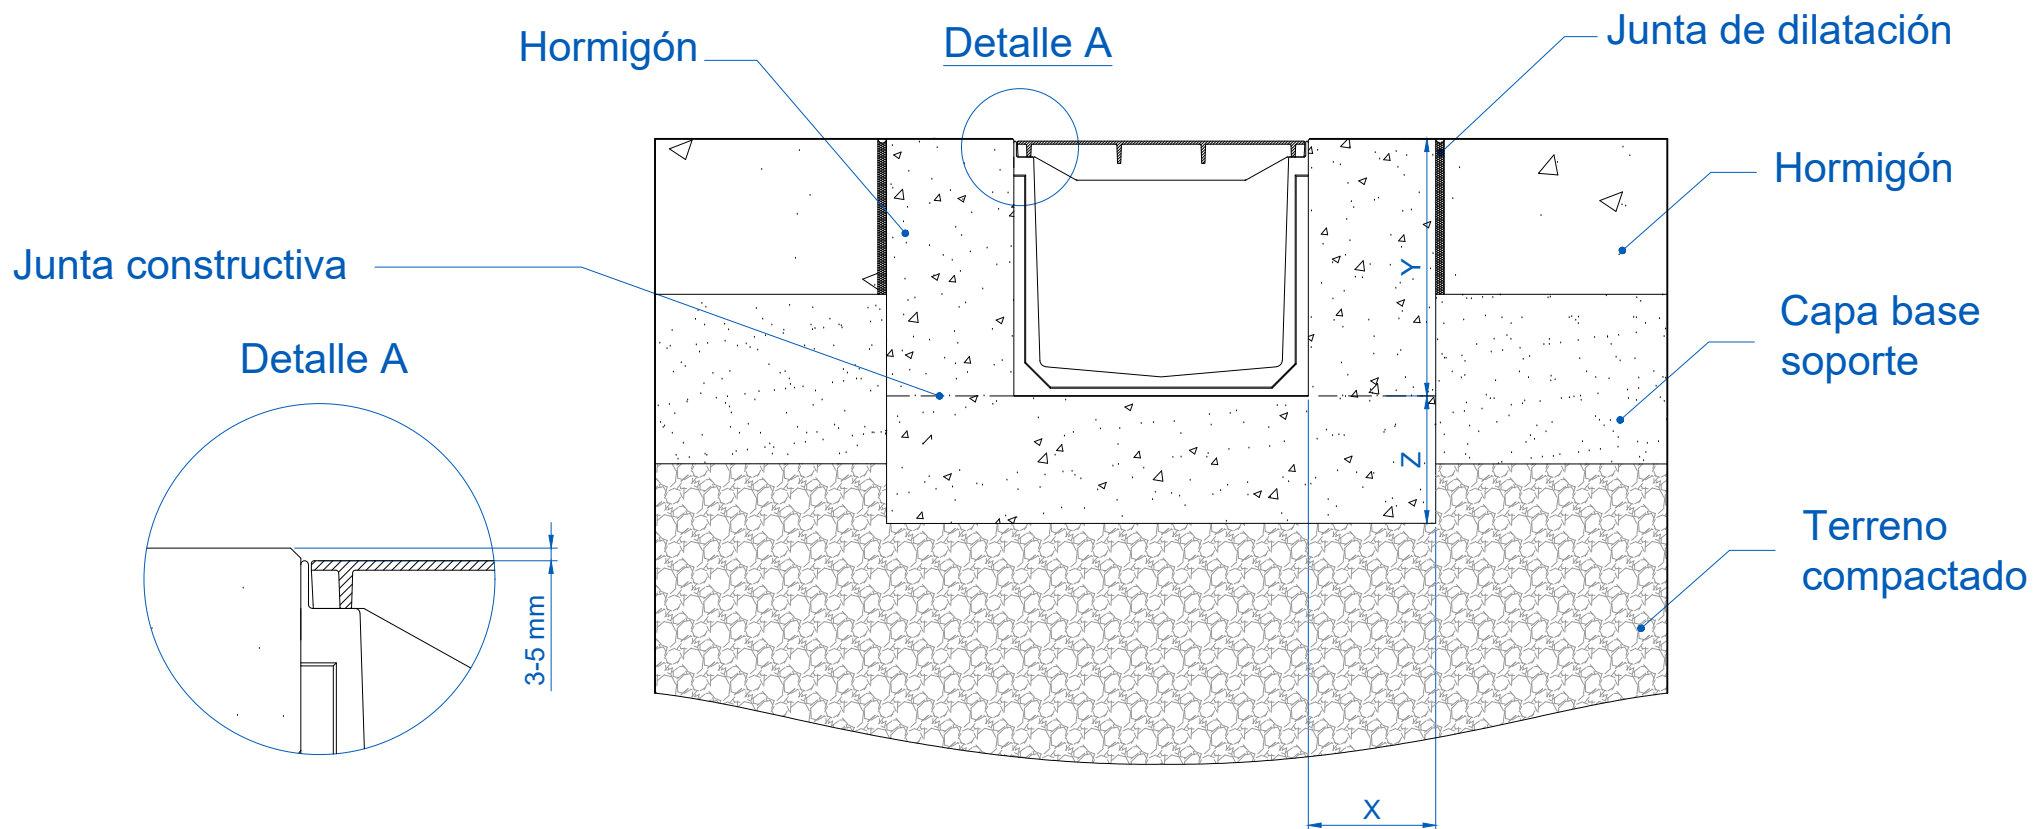 Hormigón
Detalle A
Junta de dilatación
Hormigón
Junta constructiva
Y
Capa base
soporte
Detalle A
Z
Terreno
compactado
3-5 mm
X